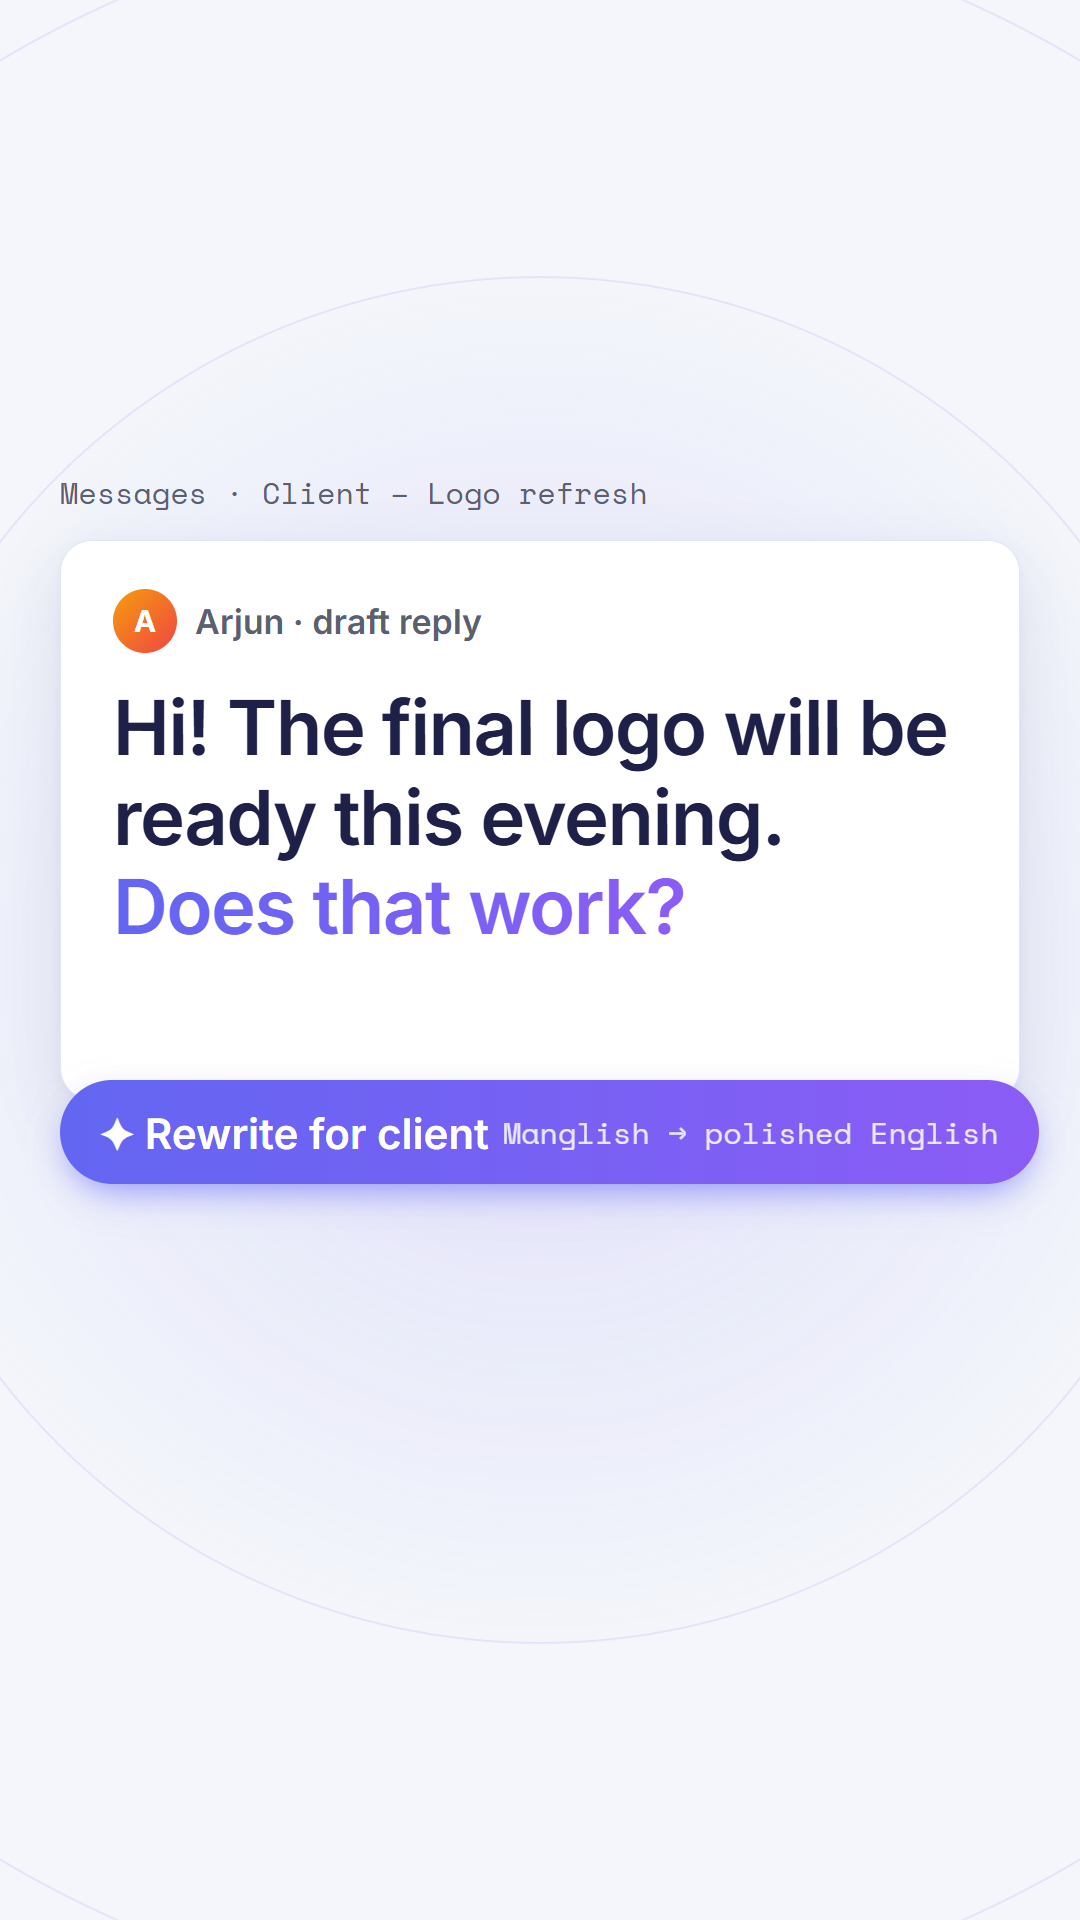 Messages · Client – Logo refresh
A
Arjun · draft reply
Hi! The final logo will be
ready this evening.
Does that work?
✦ Rewrite for client Manglish → polished English